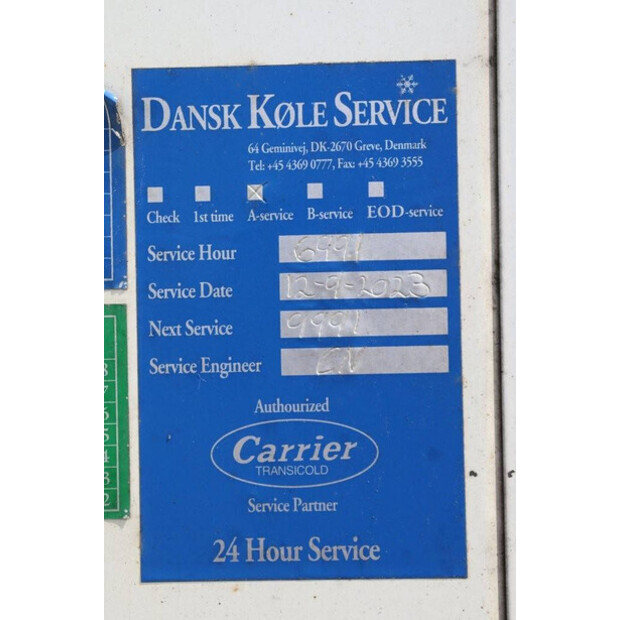 DANSK KØLE SERVICE
64 Geminivej, DK-2670 Greve, Denmark
Tel: +45 4369 0777, Fax: +45 4369 3555
Check 1st time A-service B-service EOD-service
Service Hour 6991
Service Date 12-9-2023
Next Service 9991
Service Engineer
Authourized
Carrier
TRANSICOLD
Service Partner
24 Hour Service